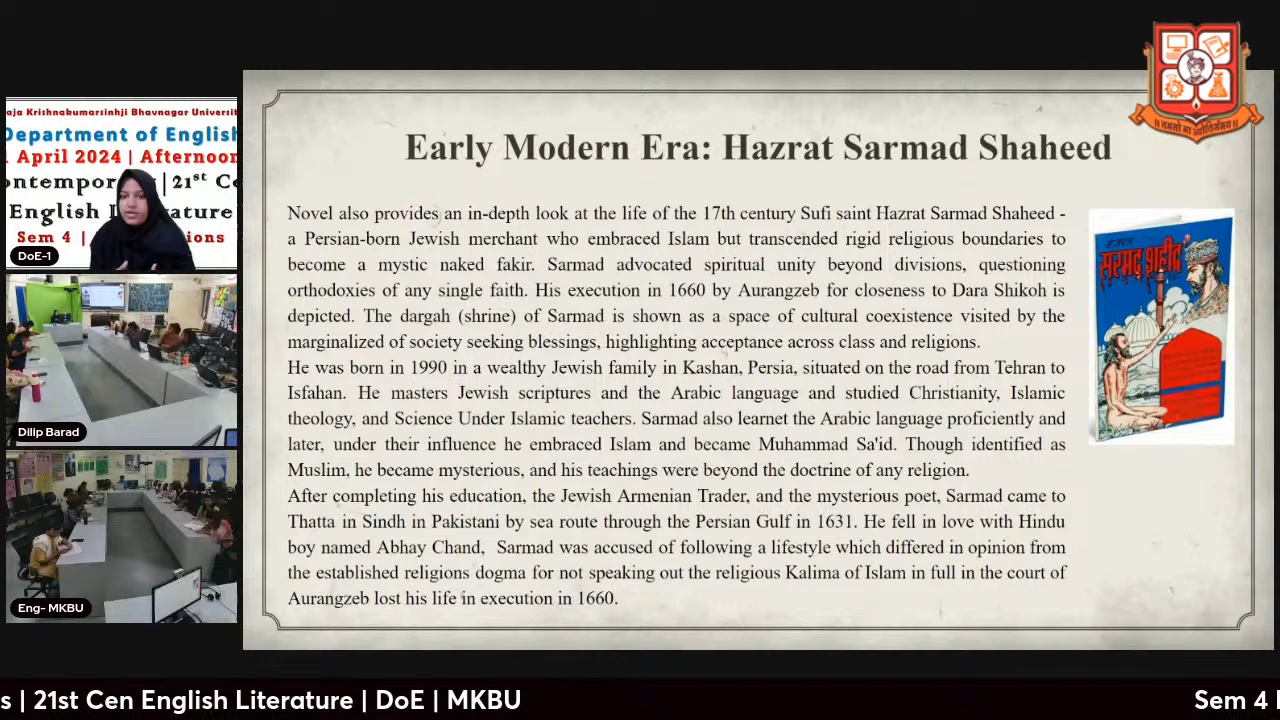 aja Krishnakumarsinhji Bhavnagar Universit
Department of English
April 2024 | Afternoon
ontempor | 21st Ce
English L ature
Sem 4 | ions
DoE-1
Dilip Barad
Eng- MKBU
Early Modern Era: Hazrat Sarmad Shaheed
Novel also provides an in-depth look at the life of the 17th century Sufi saint Hazrat Sarmad Shaheed -
a Persian-born Jewish merchant who embraced Islam but transcended rigid religious boundaries to
become a mystic naked fakir. Sarmad advocated spiritual unity beyond divisions, questioning
orthodoxies of any single faith. His execution in 1660 by Aurangzeb for closeness to Dara Shikoh is
depicted. The dargah (shrine) of Sarmad is shown as a space of cultural coexistence visited by the
marginalized of society seeking blessings, highlighting acceptance across class and religions.
He was born in 1990 in a wealthy Jewish family in Kashan, Persia, situated on the road from Tehran to
Isfahan. He masters Jewish scriptures and the Arabic language and studied Christianity, Islamic
theology, and Science Under Islamic teachers. Sarmad also learnet the Arabic language proficiently and
later, under their influence he embraced Islam and became Muhammad Sa'id. Though identified as
Muslim, he became mysterious, and his teachings were beyond the doctrine of any religion.
After completing his education, the Jewish Armenian Trader, and the mysterious poet, Sarmad came to
Thatta in Sindh in Pakistani by sea route through the Persian Gulf in 1631. He fell in love with Hindu
boy named Abhay Chand, Sarmad was accused of following a lifestyle which differed in opinion from
the established religions dogma for not speaking out the religious Kalima of Islam in full in the court of
Aurangzeb lost his life in execution in 1660.
सरमद शहीद
|| तमसो मा ज्योतिर्गमय ||
s | 21st Cen English Literature | DoE | MKBU
Sem 4